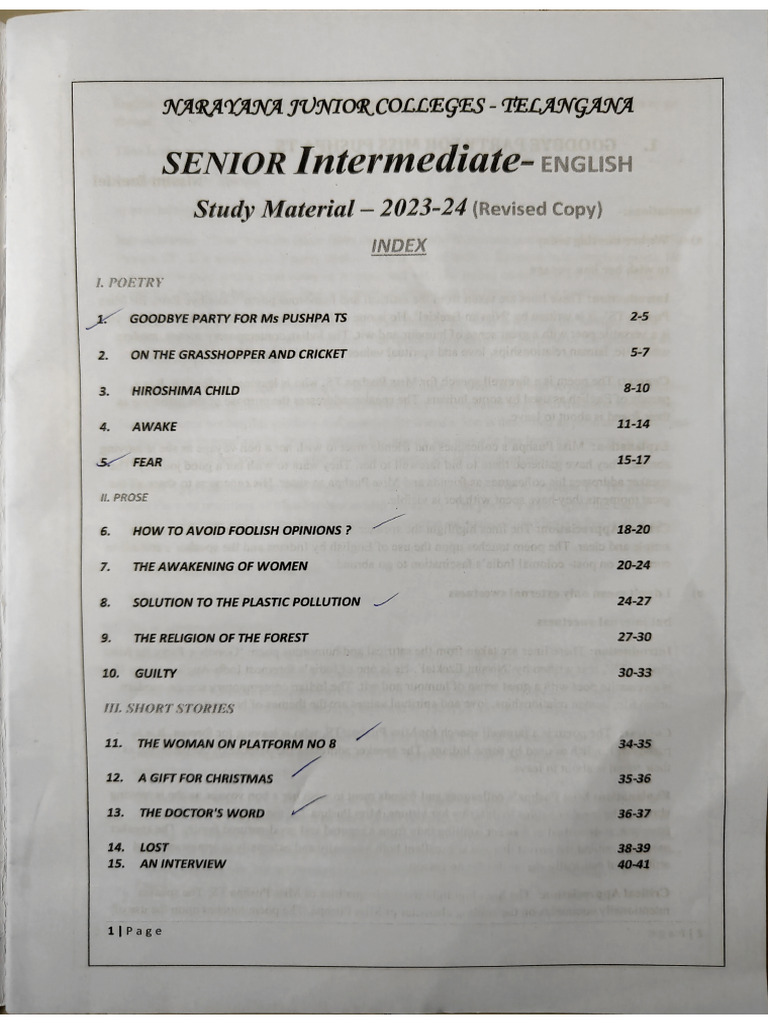 NARAYANA JUNIOR COLLEGES - TELANGANA
SENIOR Intermediate- ENGLISH
Study Material – 2023-24 (Revised Copy)
INDEX
I. POETRY
1. GOODBYE PARTY FOR Ms PUSHPA TS 2-5
2. ON THE GRASSHOPPER AND CRICKET 5-7
3. HIROSHIMA CHILD 8-10
4. AWAKE 11-14
5. FEAR 15-17
II. PROSE
6. HOW TO AVOID FOOLISH OPINIONS ? 18-20
7. THE AWAKENING OF WOMEN 20-24
8. SOLUTION TO THE PLASTIC POLLUTION 24-27
9. THE RELIGION OF THE FOREST 27-30
10. GUILTY 30-33
III. SHORT STORIES
11. THE WOMAN ON PLATFORM NO 8 34-35
12. A GIFT FOR CHRISTMAS 35-36
13. THE DOCTOR'S WORD 36-37
14. LOST 38-39
15. AN INTERVIEW 40-41
1 | Page